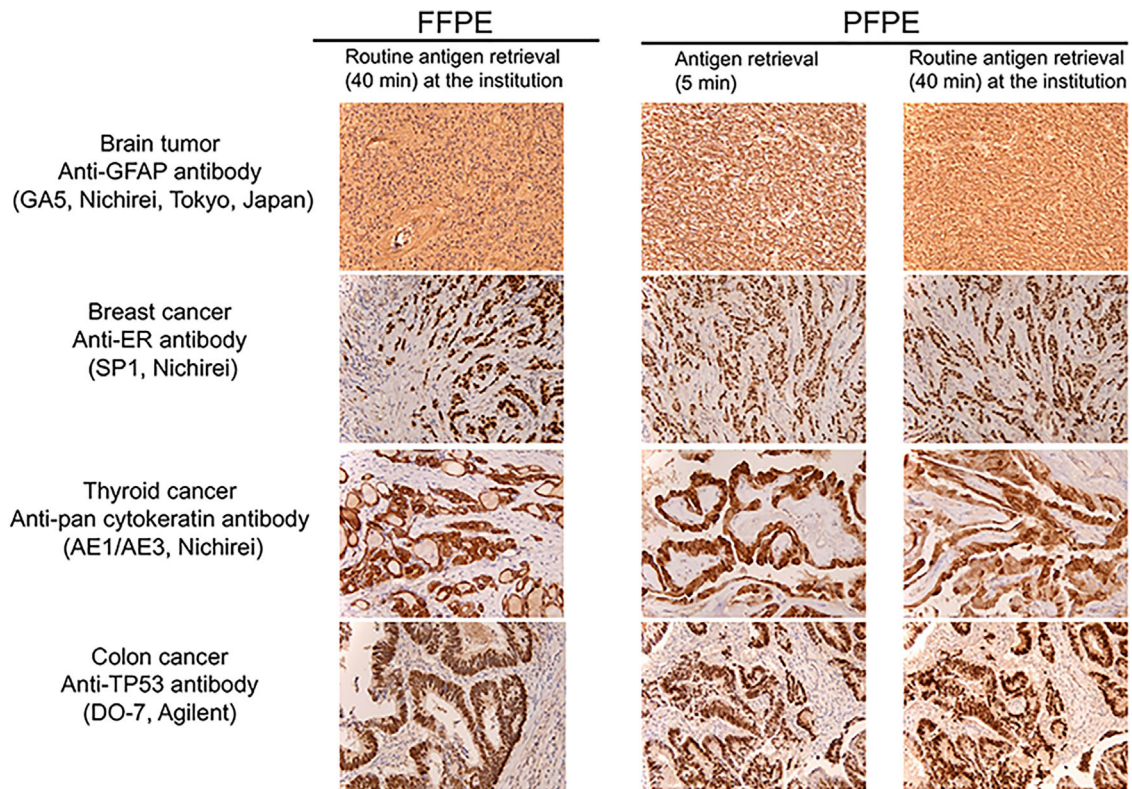 FFPE
PFPE
Routine antigen retrieval
(40 min) at the institution
Antigen retrieval
(5 min)
Routine antigen retrieval
(40 min) at the institution
Brain tumor
Anti-GFAP antibody
(GA5, Nichirei, Tokyo, Japan)
Breast cancer
Anti-ER antibody
(SP1, Nichirei)
Thyroid cancer
Anti-pan cytokeratin antibody
(AE1/AE3, Nichirei)
Colon cancer
Anti-TP53 antibody
(DO-7, Agilent)